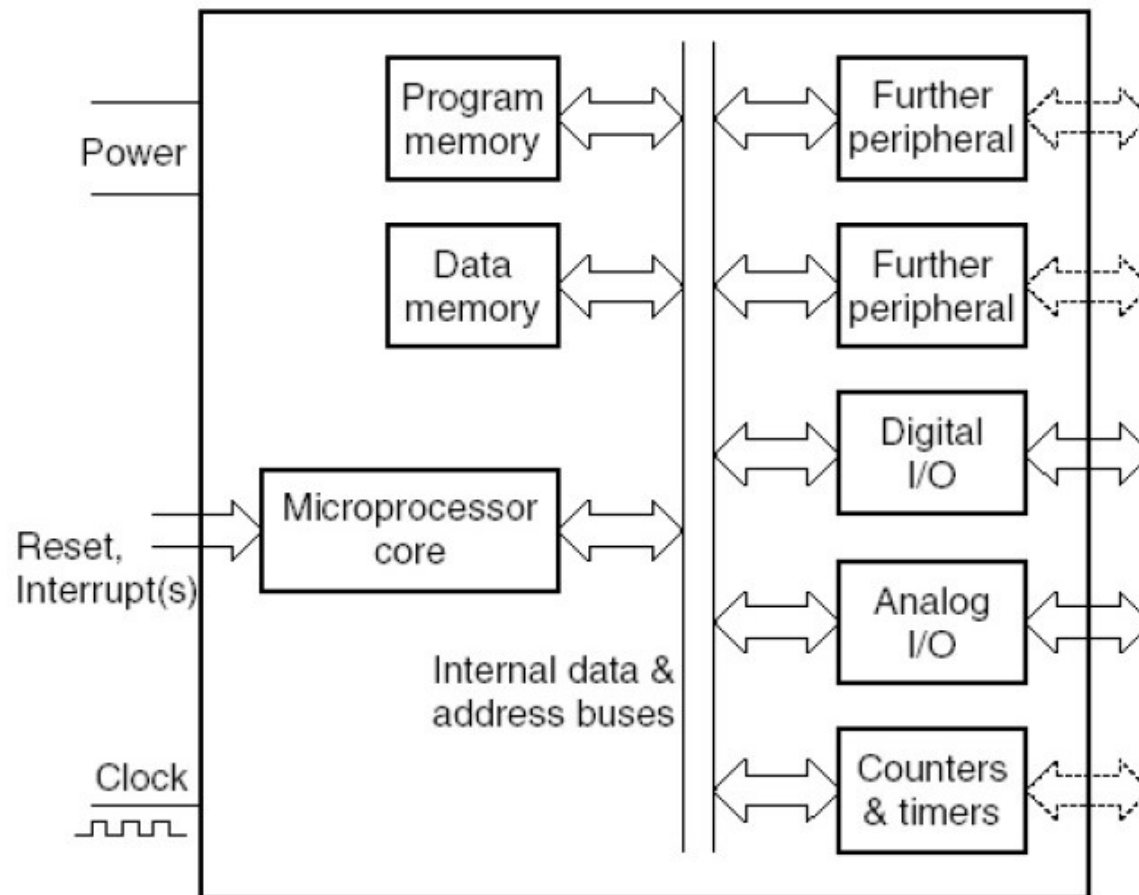 Power
Program
memory
Data
memory
Reset,
Interrupt(s)
Microprocessor
core
Internal data &
address buses
Clock
Further
peripheral
Further
peripheral
Digital
I/O
Analog
I/O
Counters
& timers